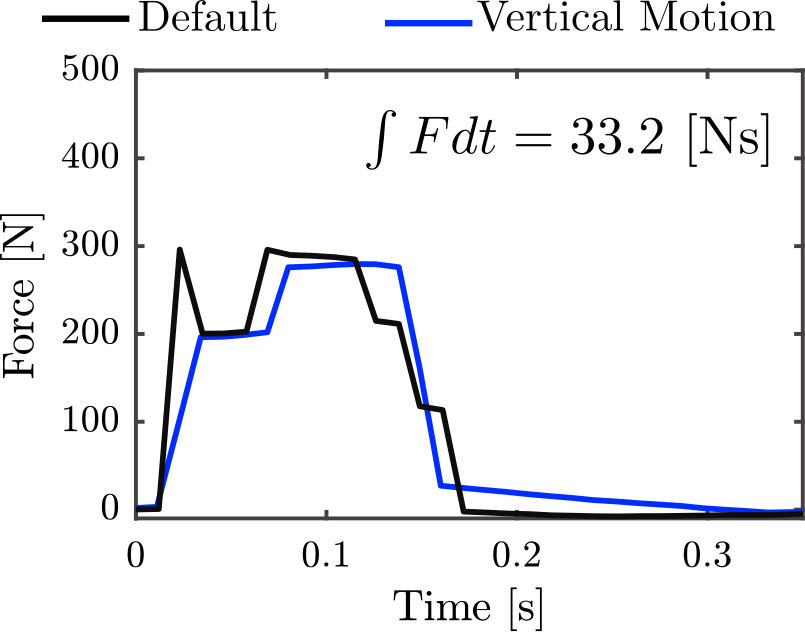 Default Vertical Motion
500
∫ Fdt = 33.2 [Ns]
400
300
200
100
0
Force [N]
0 0.1 0.2 0.3
Time [s]